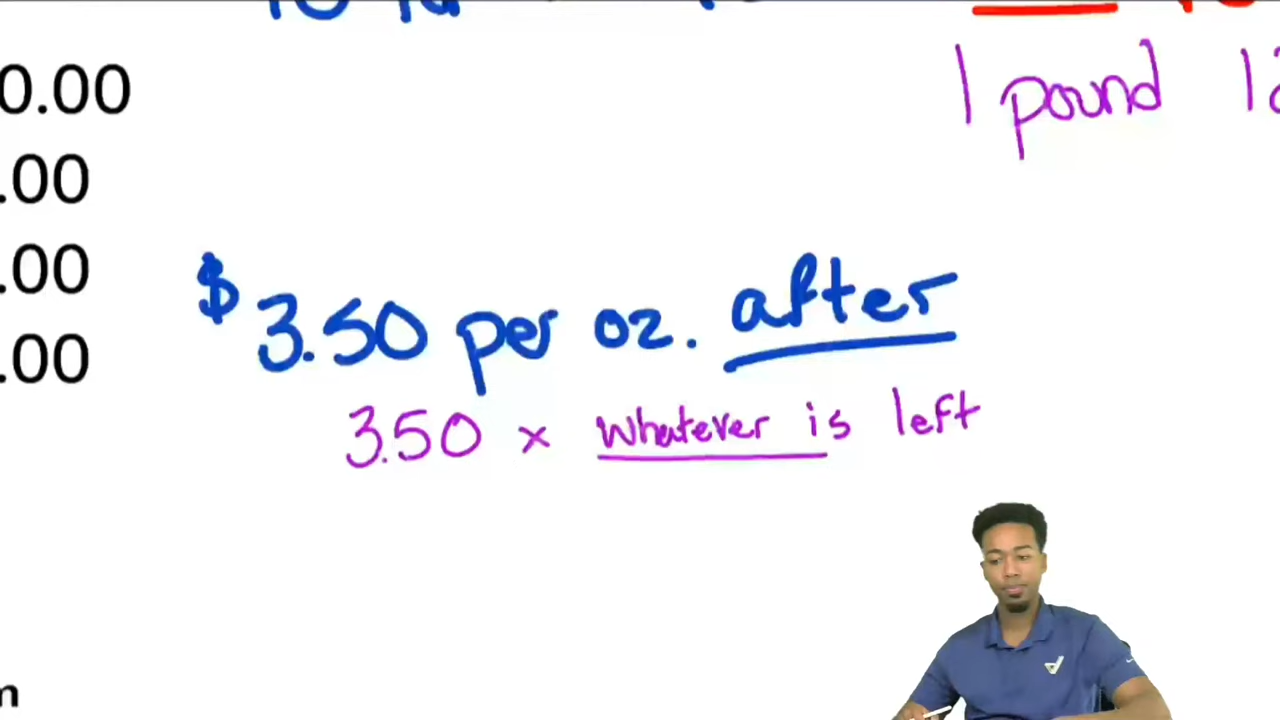 0.00
1 pound
.00
.00
$3.50 per oz. after
.00
3.50 x whatever is left